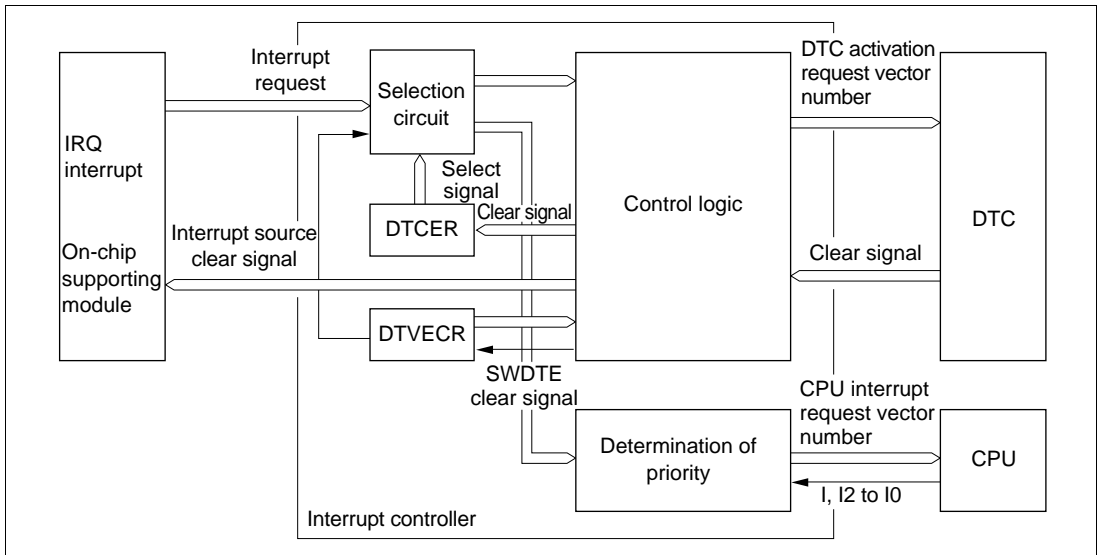 Interrupt
request
Selection
circuit
Control logic
DTC activation
request vector
number
IRQ
interrupt
Select
signal
DTCER
Clear signal
DTC
Interrupt source
clear signal
Clear signal
On-chip
supporting
module
DTVECR
SWDTE
clear signal
CPU interrupt
request vector
number
Determination of
priority
CPU
I, I2 to I0
Interrupt controller